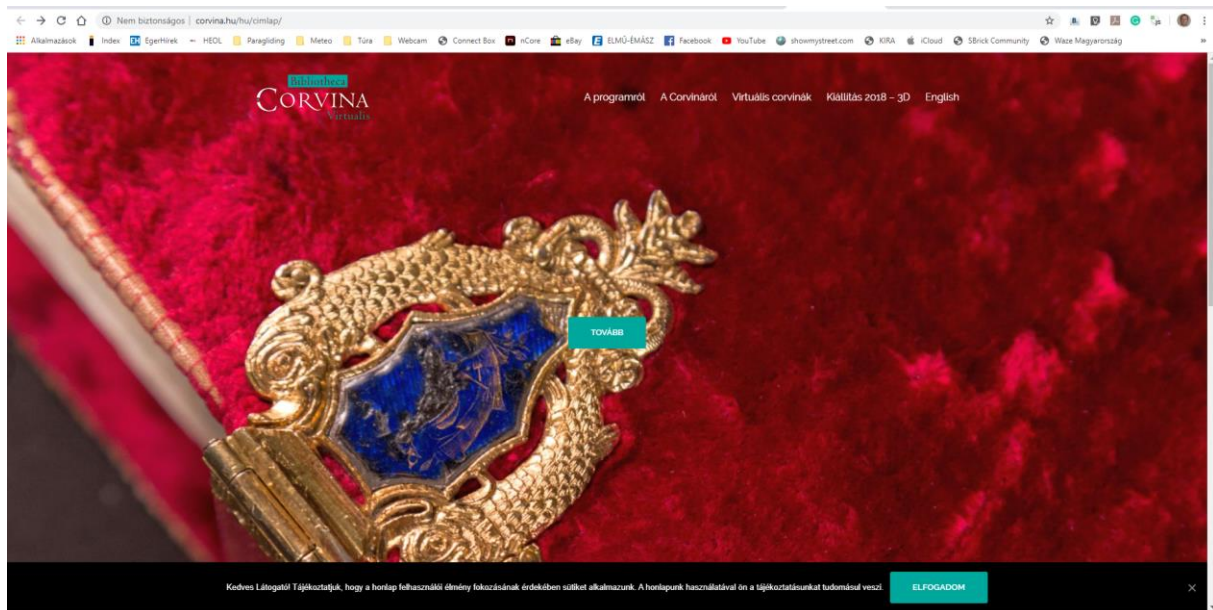 Nem biztonságos | corvina.hu/hu/cimlap/
Alkalmazások Index EgerHírek HEOL Paragliding Meteo Túra Webcam Connect Box nCore eBay ELMŰ-ÉMÁSZ Facebook YouTube showmystreet.com KIRA iCloud SBrick Community Waze Magyarország
Bibliotheca
CORVINA
Virtualis
A programról A Corvináról Virtuális corvinák Kiállítás 2018 – 3D English
TOVÁBB
Kedves Látogató! Tájékoztatjuk, hogy a honlap felhasználói élmény fokozásának érdekében sütiket alkalmazunk. A honlapunk használatával ön a tájékoztatásunkat tudomásul veszi. ELFOGADOM